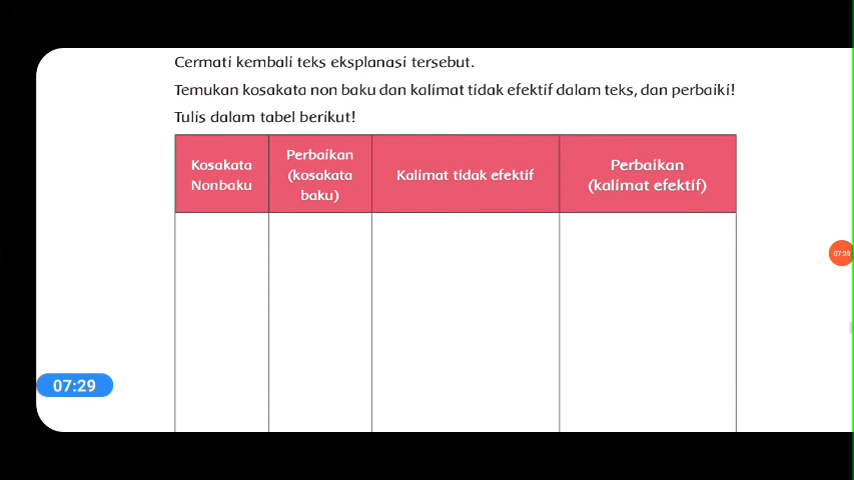 Cermati kembali teks eksplanasi tersebut.
Temukan kosakata non baku dan kalimat tidak efektif dalam teks, dan perbaiki!
Tulis dalam tabel berikut!
Kosakata
Nonbaku
Perbaikan
(kosakata
baku)
Kalimat tidak efektif
Perbaikan
(kalimat efektif)
07:29
07:29